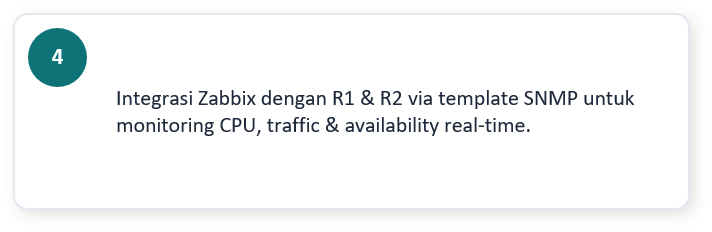 4
Integrasi Zabbix dengan R1 & R2 via template SNMP untuk
monitoring CPU, traffic & availability real-time.